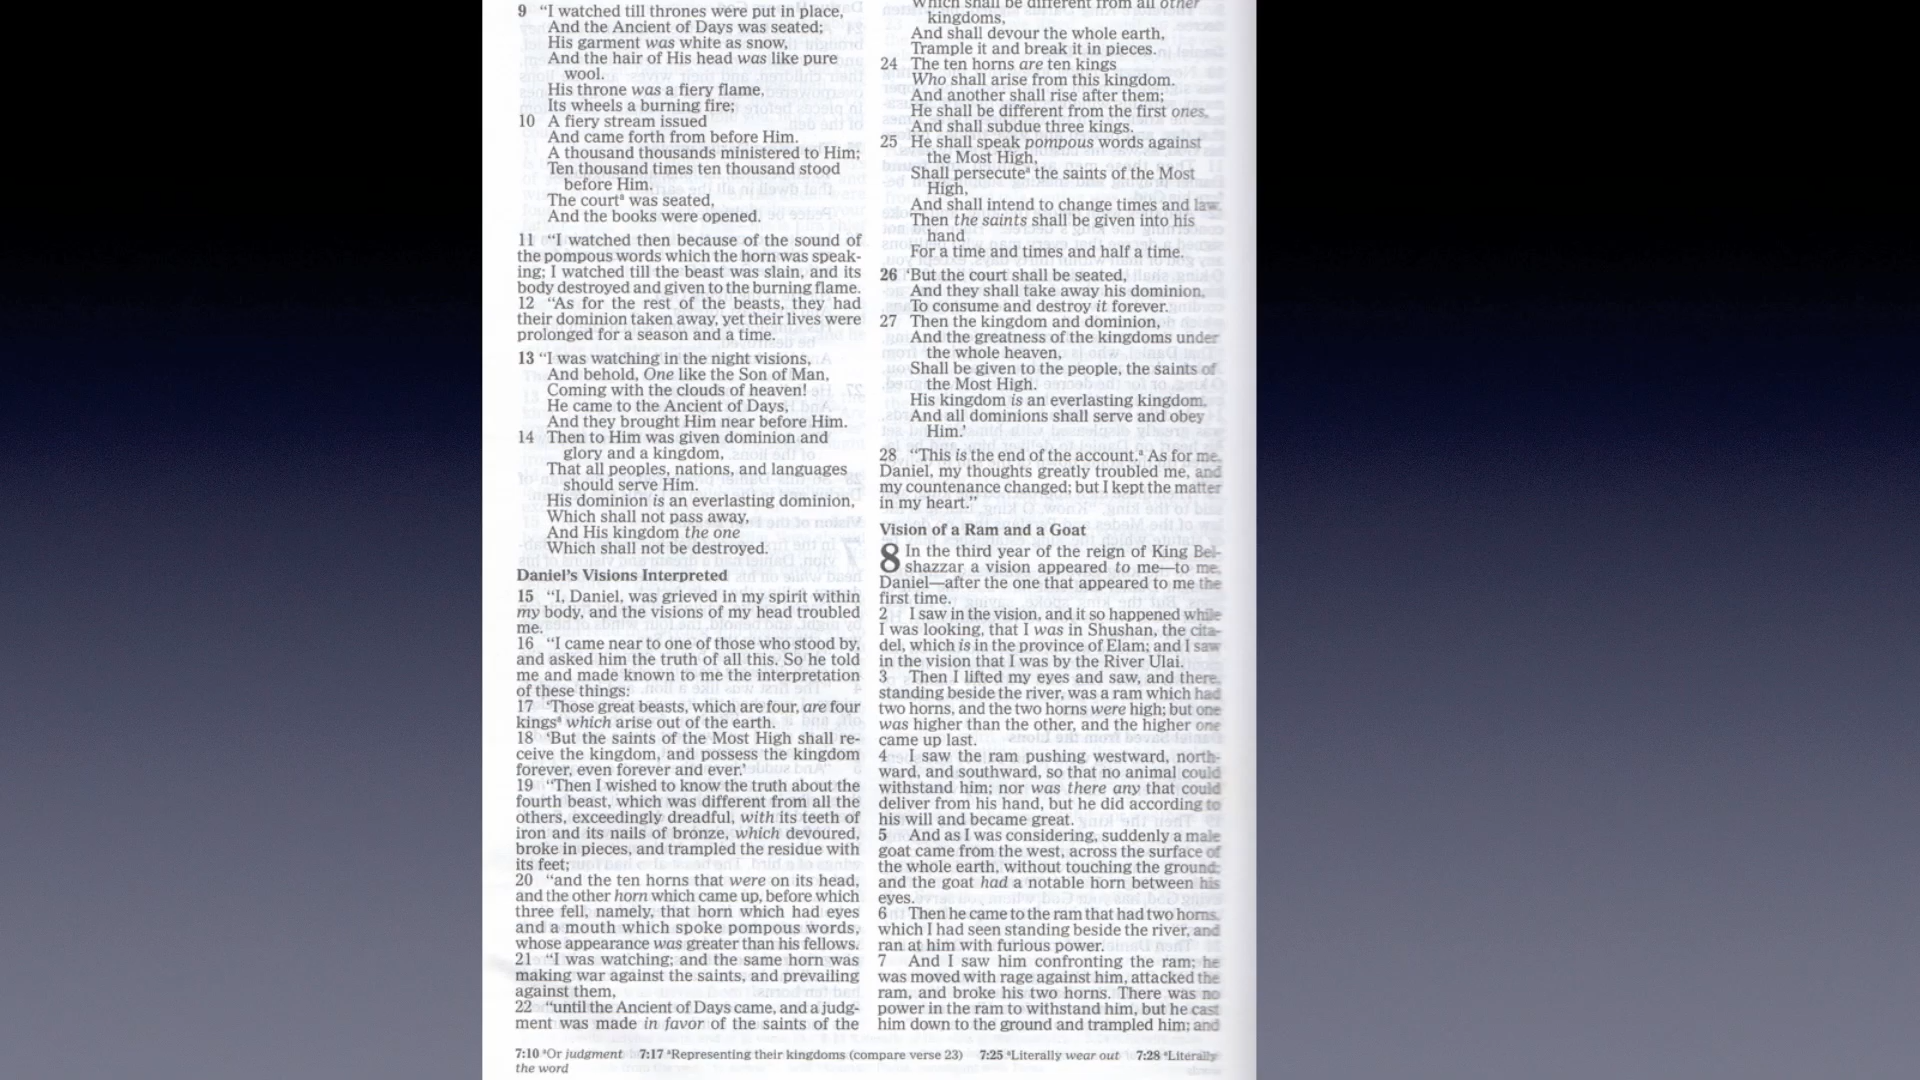 9 “I watched till thrones were put in place,
And the Ancient of Days was seated;
His garment was white as snow,
And the hair of His head was like pure
wool.
His throne was a fiery flame,
Its wheels a burning fire;
10 A fiery stream issued
And came forth from before Him.
A thousand thousands ministered to Him;
Ten thousand times ten thousand stood
before Him.
The courtª was seated,
And the books were opened.
11 “I watched then because of the sound of
the pompous words which the horn was speak-
ing; I watched till the beast was slain, and its
body destroyed and given to the burning flame.
12 “As for the rest of the beasts, they had
their dominion taken away, yet their lives were
prolonged for a season and a time.
13 “I was watching in the night visions,
And behold, One like the Son of Man,
Coming with the clouds of heaven!
He came to the Ancient of Days,
And they brought Him near before Him.
14 Then to Him was given dominion and
glory and a kingdom,
That all peoples, nations, and languages
should serve Him.
His dominion is an everlasting dominion,
Which shall not pass away,
And His kingdom the one
Which shall not be destroyed.
Daniel’s Visions Interpreted
15 “I, Daniel, was grieved in my spirit within
my body, and the visions of my head troubled
me.
16 “I came near to one of those who stood by,
and asked him the truth of all this. So he told
me and made known to me the interpretation
of these things:
17 ‘Those great beasts, which are four, are four
kingsª which arise out of the earth.
18 ‘But the saints of the Most High shall re-
ceive the kingdom, and possess the kingdom
forever, even forever and ever.’
19 “Then I wished to know the truth about the
fourth beast, which was different from all the
others, exceedingly dreadful, with its teeth of
iron and its nails of bronze, which devoured,
broke in pieces, and trampled the residue with
its feet;
20 “and the ten horns that were on its head,
and the other horn which came up, before which
three fell, namely, that horn which had eyes
and a mouth which spoke pompous words,
whose appearance was greater than his fellows.
21 “I was watching; and the same horn was
making war against the saints, and prevailing
against them,
22 “until the Ancient of Days came, and a judg-
ment was made in favor of the saints of the
Which shall be different from all other
kingdoms,
And shall devour the whole earth,
Trample it and break it in pieces.
24 The ten horns are ten kings
Who shall arise from this kingdom.
And another shall rise after them;
He shall be different from the first ones,
And shall subdue three kings.
25 He shall speak pompous words against
the Most High,
Shall persecuteª the saints of the Most
High,
And shall intend to change times and law.
Then the saints shall be given into his
hand
For a time and times and half a time.
26 ‘But the court shall be seated,
And they shall take away his dominion,
To consume and destroy it forever.
27 Then the kingdom and dominion,
And the greatness of the kingdoms under
the whole heaven,
Shall be given to the people, the saints of
the Most High.
His kingdom is an everlasting kingdom,
And all dominions shall serve and obey
Him.’
28 “This is the end of the account.ª As for me,
Daniel, my thoughts greatly troubled me, and
my countenance changed; but I kept the matter
in my heart.”
Vision of a Ram and a Goat
8 In the third year of the reign of King Bel-
shazzar a vision appeared to me—to me,
Daniel—after the one that appeared to me the
first time.
2 I saw in the vision, and it so happened while
I was looking, that I was in Shushan, the cita-
del, which is in the province of Elam; and I saw
in the vision that I was by the River Ulai.
3 Then I lifted my eyes and saw, and there,
standing beside the river, was a ram which had
two horns, and the two horns were high; but one
was higher than the other, and the higher one
came up last.
4 I saw the ram pushing westward, north-
ward, and southward, so that no animal could
withstand him; nor was there any that could
deliver from his hand, but he did according to
his will and became great.
5 And as I was considering, suddenly a male
goat came from the west, across the surface of
the whole earth, without touching the ground;
and the goat had a notable horn between his
eyes.
6 Then he came to the ram that had two horns,
which I had seen standing beside the river, and
ran at him with furious power.
7 And I saw him confronting the ram; he
was moved with rage against him, attacked the
ram, and broke his two horns. There was no
power in the ram to withstand him, but he cast
him down to the ground and trampled him; and
7:10 ªOr judgment 7:17 ªRepresenting their kingdoms (compare verse 23) 7:25 ªLiterally wear out 7:28 ªLiterally
the word